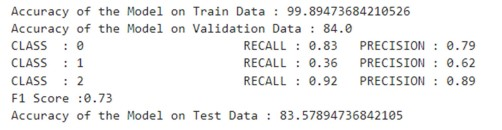 Accuracy of the Model on Train Data : 99.89473684210526
Accuracy of the Model on Validation Data : 84.0
CLASS : 0 RECALL : 0.83 PRECISION : 0.79
CLASS : 1 RECALL : 0.36 PRECISION : 0.62
CLASS : 2 RECALL : 0.92 PRECISION : 0.89
F1 Score :0.73
Accuracy of the Model on Test Data : 83.57894736842105